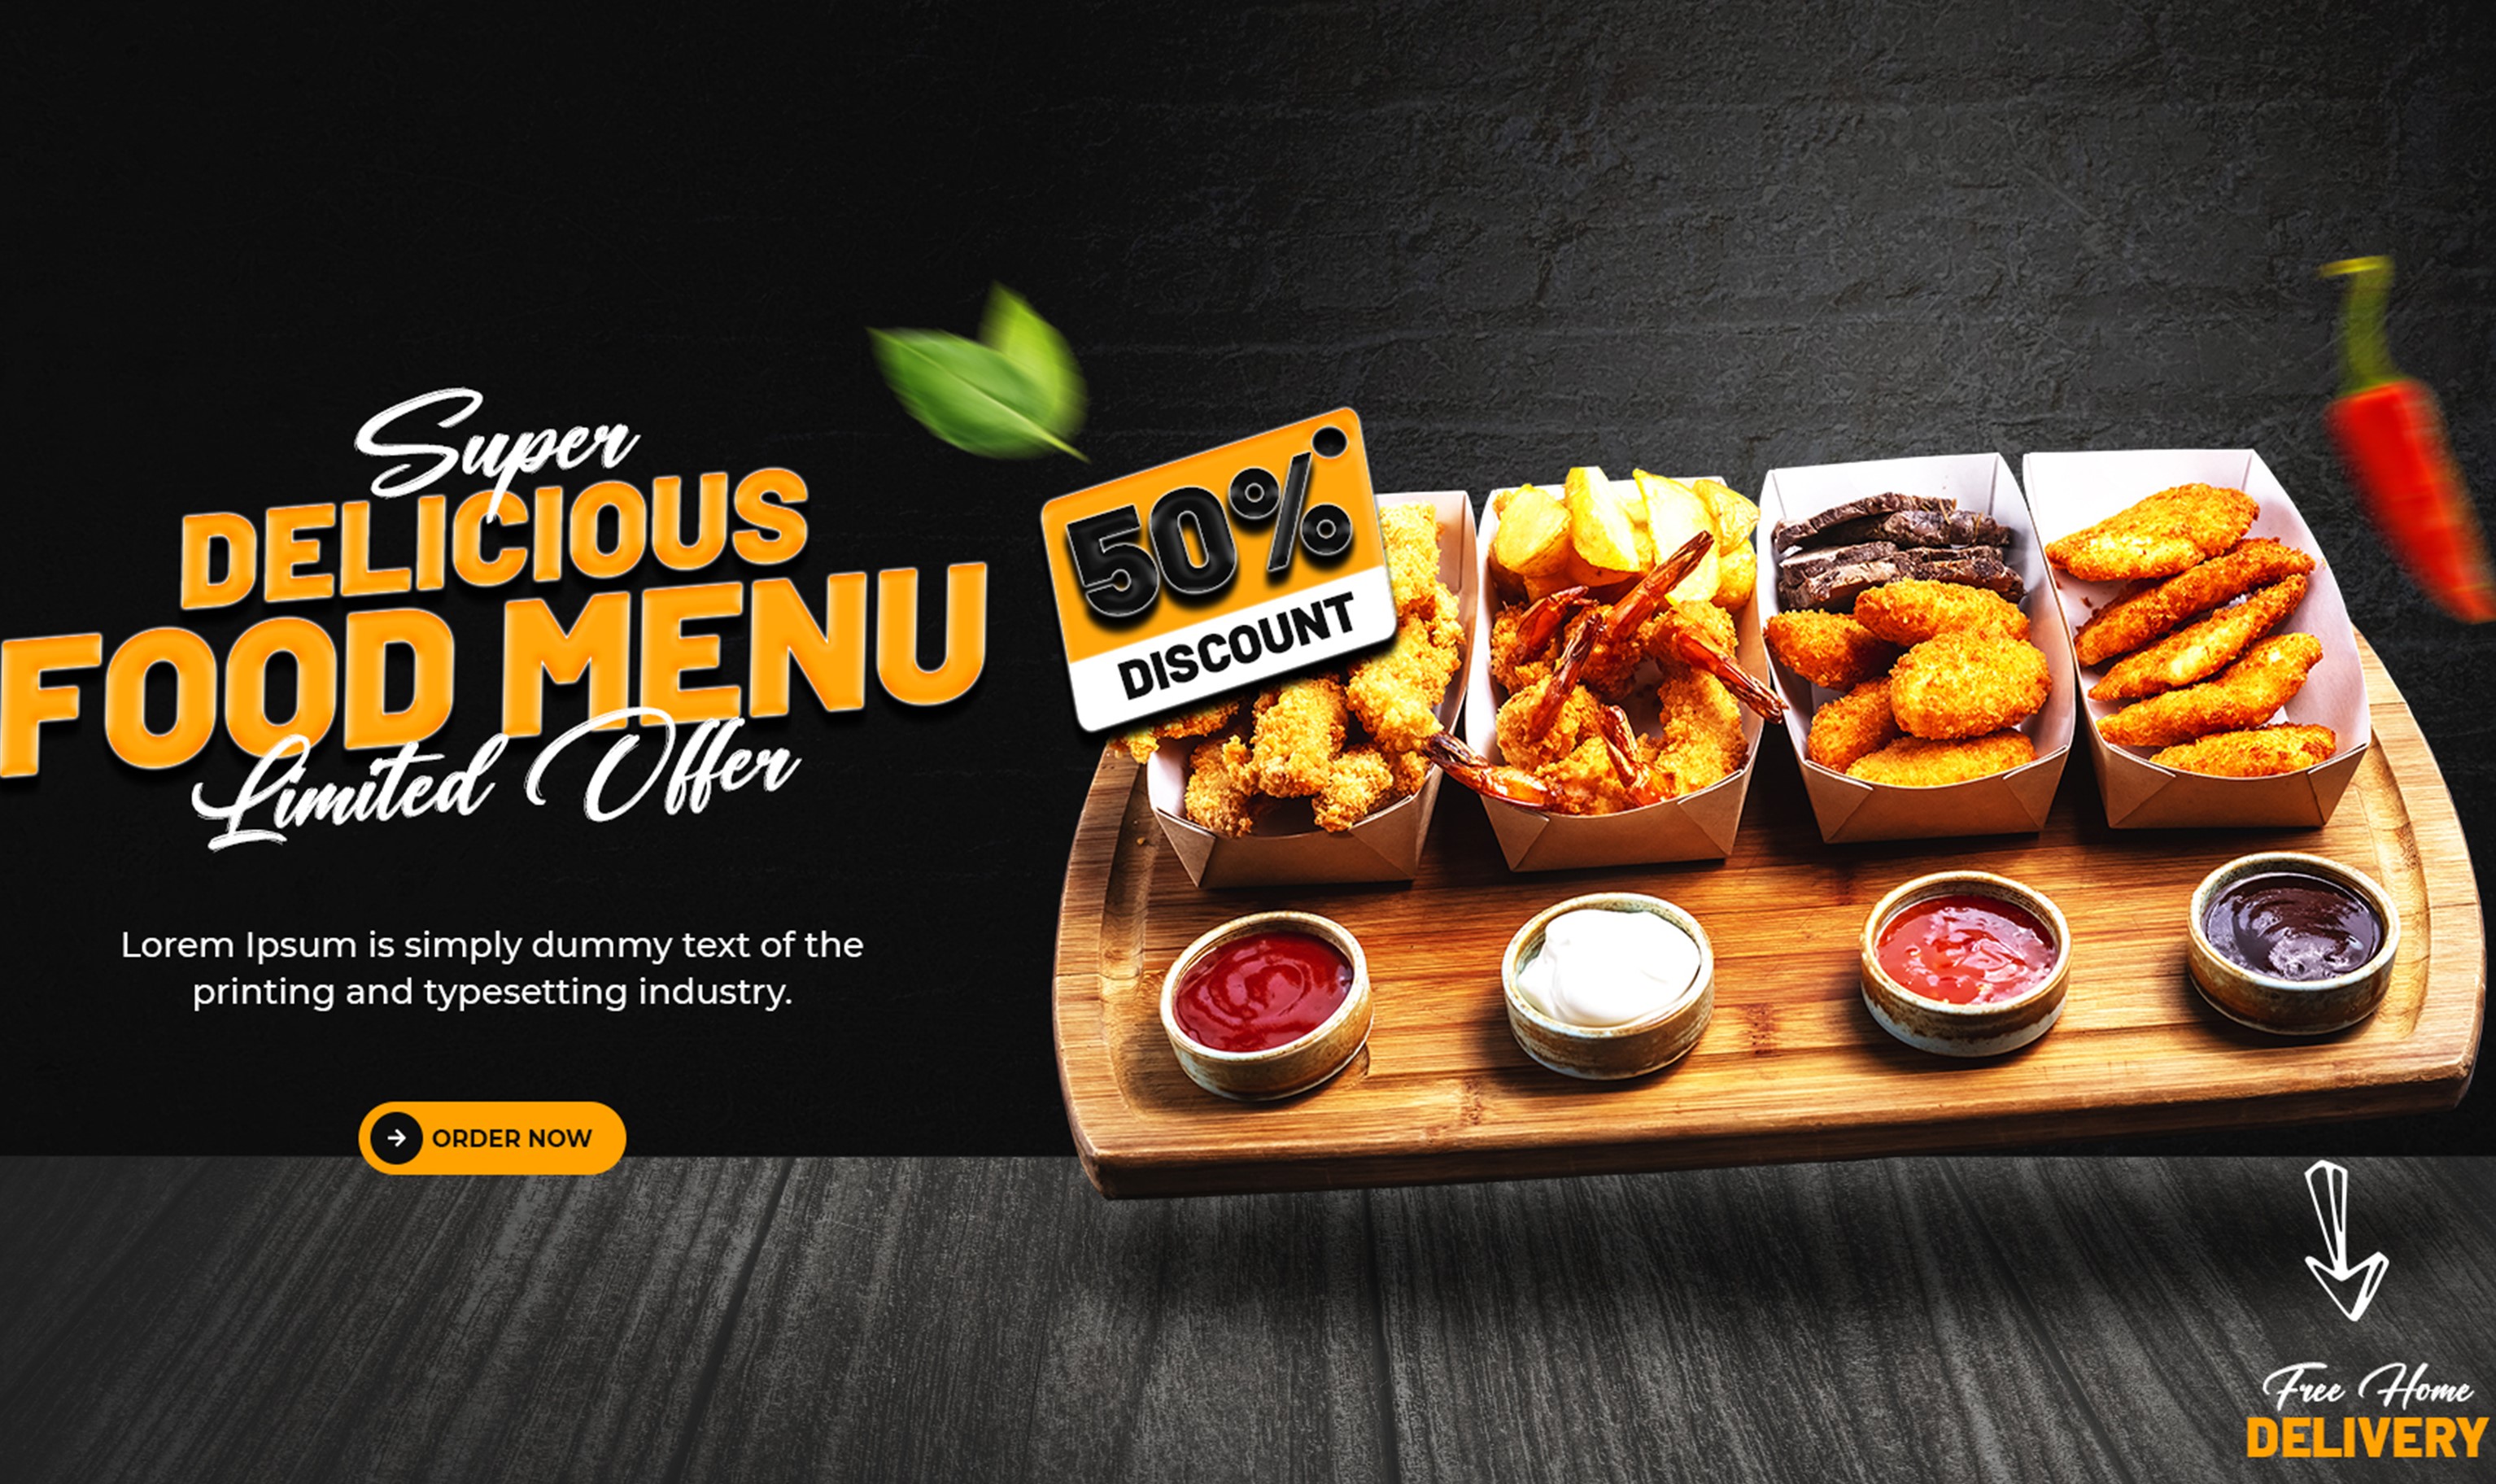 Super
DELICIOUS
FOOD MENU
Limited Offer
Lorem Ipsum is simply dummy text of the
printing and typesetting industry.
ORDER NOW
50%
DISCOUNT
Free Home
DELIVERY